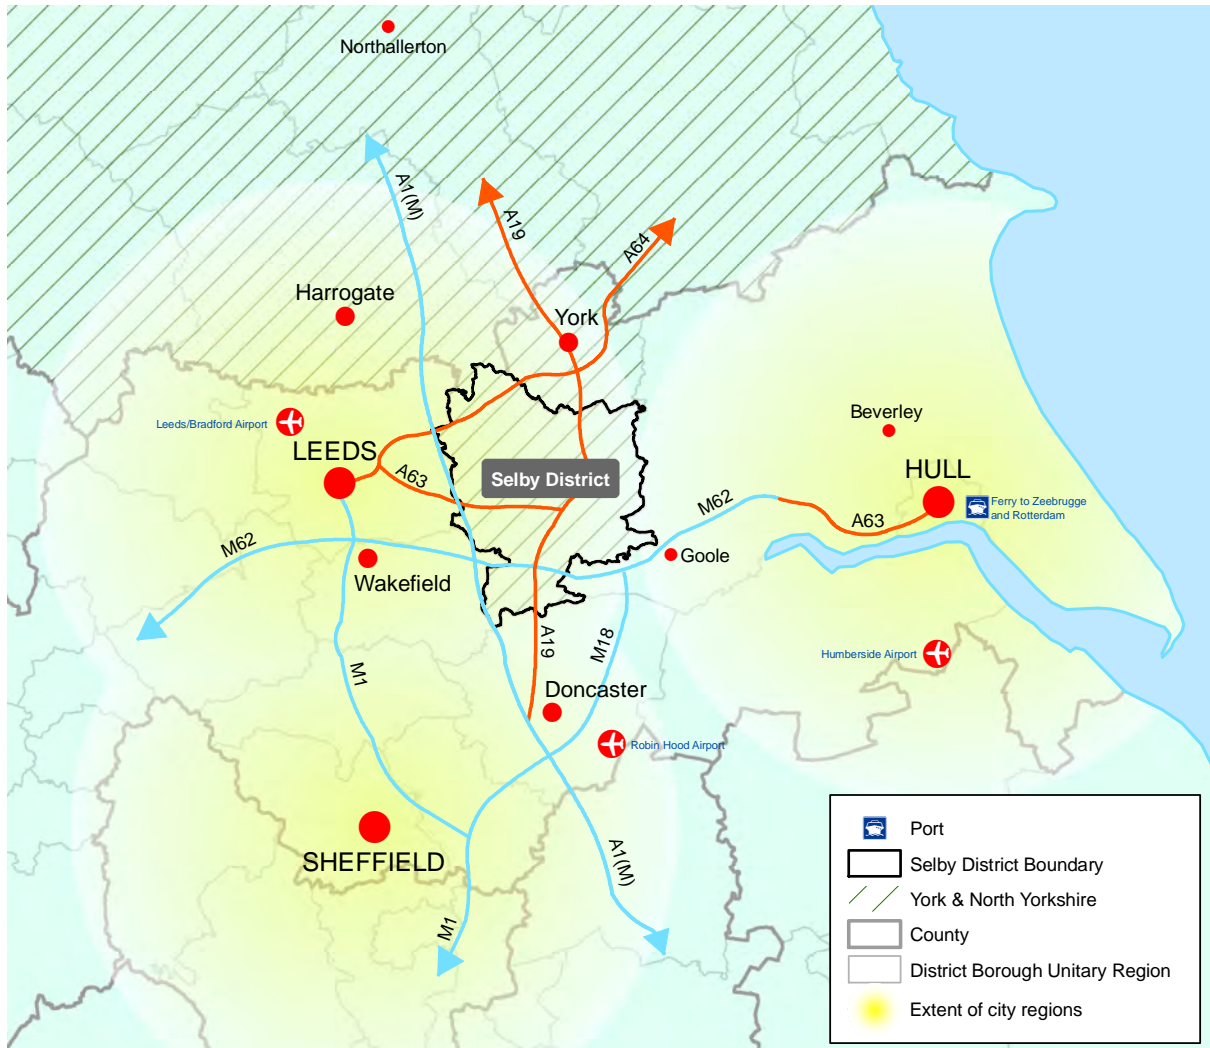 Northallerton
A1(M)
A19
A64
Harrogate
York
Leeds/Bradford Airport
LEEDS
A63
Selby District
Beverley
HULL
Ferry to Zeebrugge
and Rotterdam
M62
A63
M62
Goole
Wakefield
A19
M18
M1
Humberside Airport
Doncaster
Robin Hood Airport
SHEFFIELD
A1(M)
M1
Port
Selby District Boundary
York & North Yorkshire
County
District Borough Unitary Region
Extent of city regions